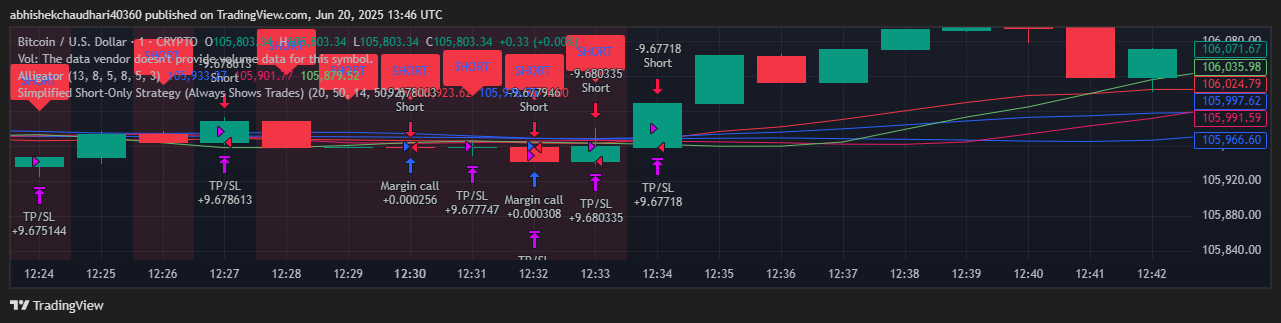 abhishekchaudhari40360 published on TradingView.com, Jun 20, 2025 13:46 UTC
Bitcoin / U.S. Dollar · 1 · CRYPTO O105,803.34 H105,803.34 L105,803.34 C105,803.34 +0.33 (+0.00%)
Vol: The data vendor doesn't provide volume data for this symbol.
Alligator (13, 8, 5, 8, 5, 3) 105,933.37 105,901.77 105,879.52
Simplified Short-Only Strategy (Always Shows Trades) (20, 50, 14, 50,
SHORT
SHORT
SHORT
SHORT
SHORT
SHORT
SHORT
-9.678613
Short
-9.678003
Short
-9.677946
Short
-9.680335
Short
-9.67718
Short
TP/SL
+9.675144
TP/SL
+9.678613
Margin call
+0.000256
TP/SL
+9.677747
Margin call
+0.000308
TP/SL
TP/SL
+9.680335
TP/SL
+9.67718
106,080.00
106,071.67
106,035.98
106,024.79
105,997.62
105,991.59
105,966.60
105,920.00
105,880.00
105,840.00
12:24 12:25 12:26 12:27 12:28 12:29 12:30 12:31 12:32 12:33 12:34 12:35 12:36 12:37 12:38 12:39 12:40 12:41 12:42
TradingView